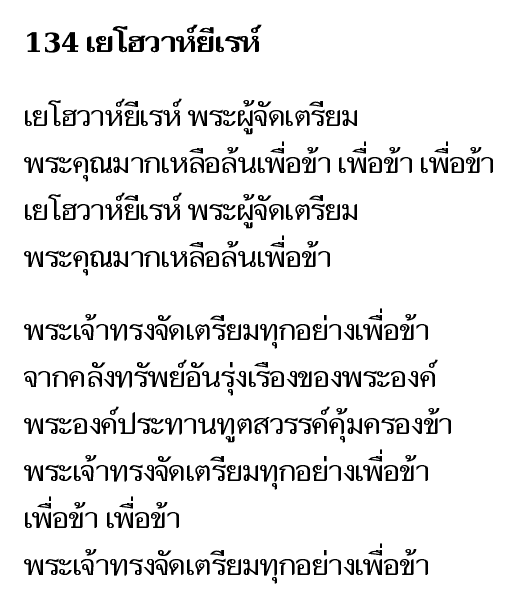 134 เยโฮวาห์ยีเรห์
เยโฮวาห์ยีเรห์ พระผู้จัดเตรียม
พระคุณมากเหลือล้นเพื่อข้า เพื่อข้า เพื่อข้า
เยโฮวาห์ยีเรห์ พระผู้จัดเตรียม
พระคุณมากเหลือล้นเพื่อข้า
พระเจ้าทรงจัดเตรียมทุกอย่างเพื่อข้า
จากคลังทรัพย์อันรุ่งเรืองของพระองค์
พระองค์ประทานทูตสวรรค์คุ้มครองข้า
พระเจ้าทรงจัดเตรียมทุกอย่างเพื่อข้า
เพื่อข้า เพื่อข้า
พระเจ้าทรงจัดเตรียมทุกอย่างเพื่อข้า